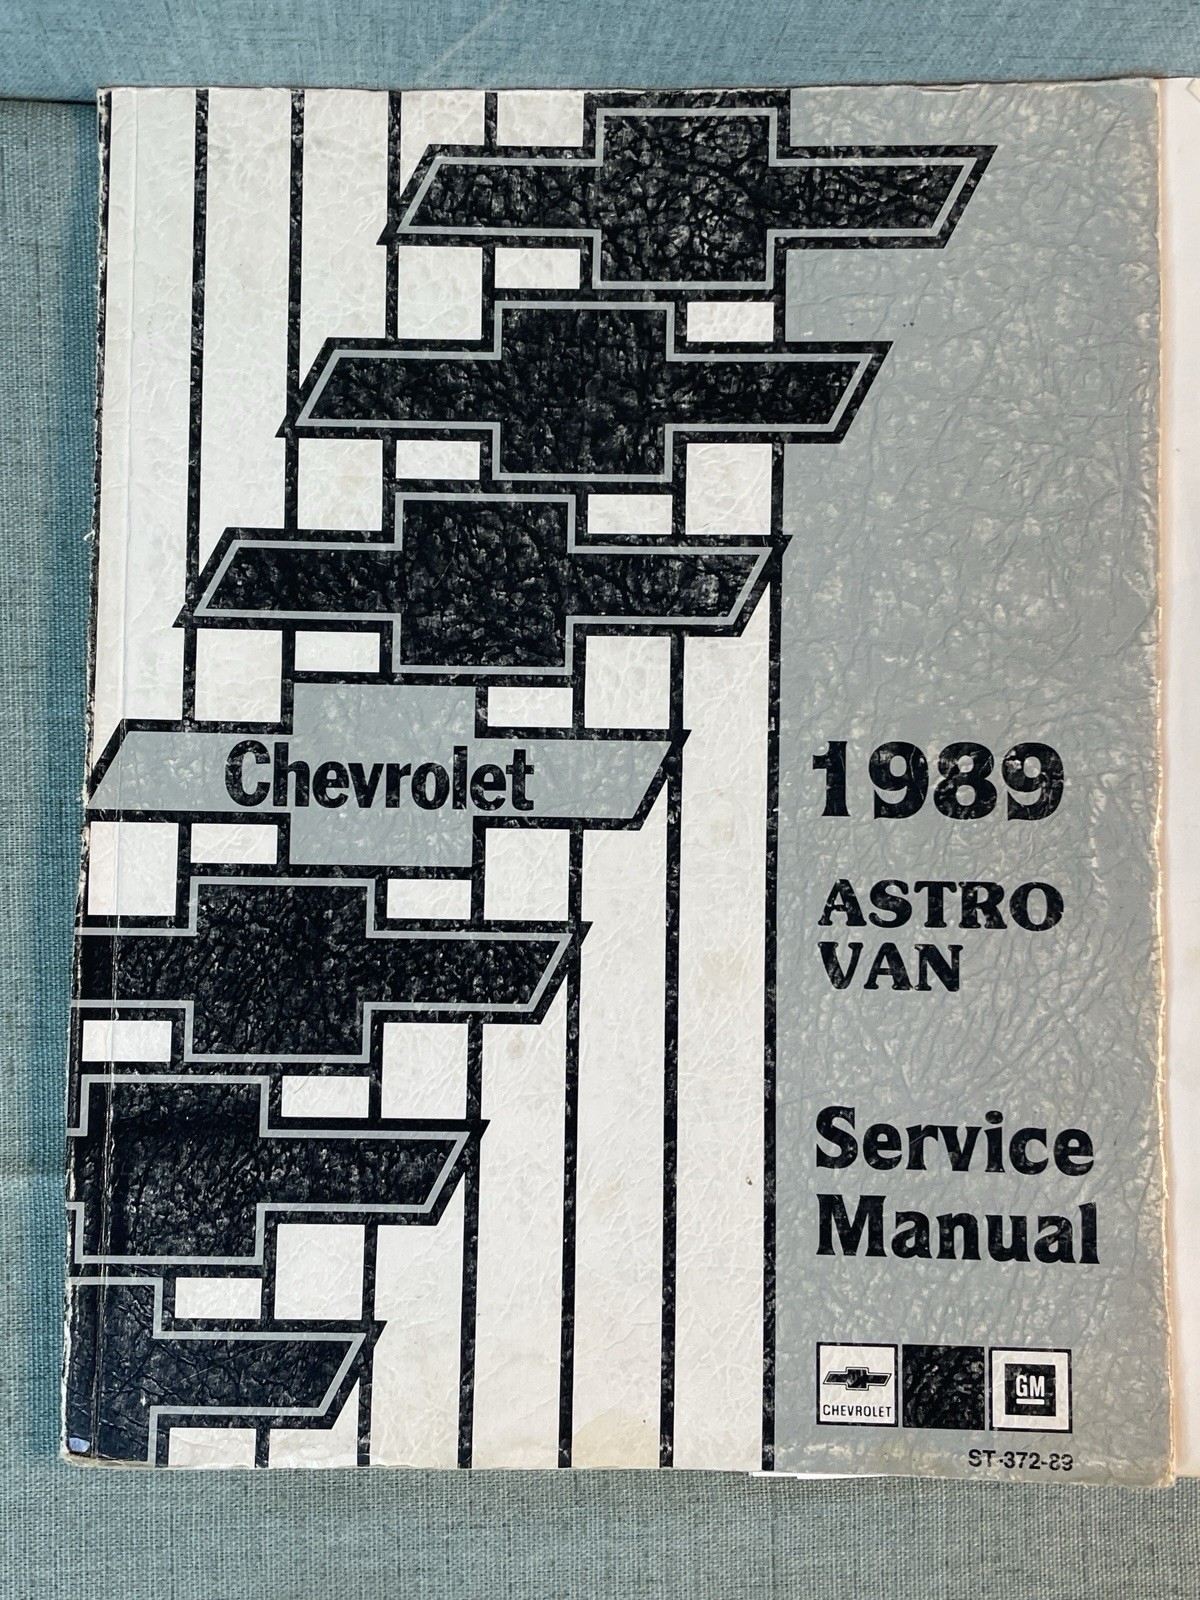 Chevrolet
1989
ASTRO
VAN
Service
Manual
CHEVROLET
GM
ST-372-89